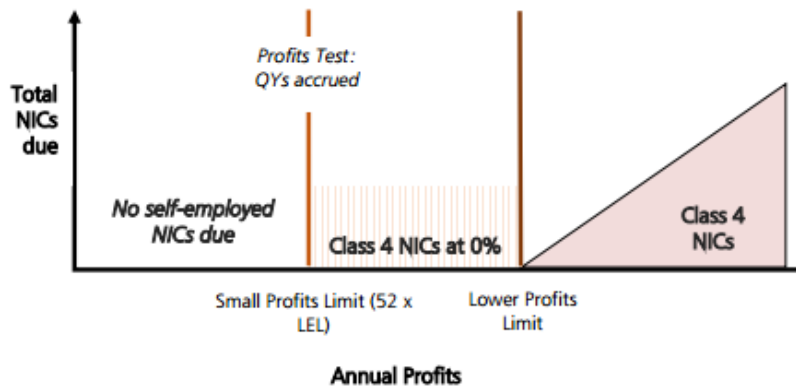 Profits Test:
QYs accrued
Total
NICs
due
No self-employed
NICs due
Class 4 NICs at 0%
Class 4
NICs
Small Profits Limit (52 x
LEL)
Lower Profits
Limit
Annual Profits